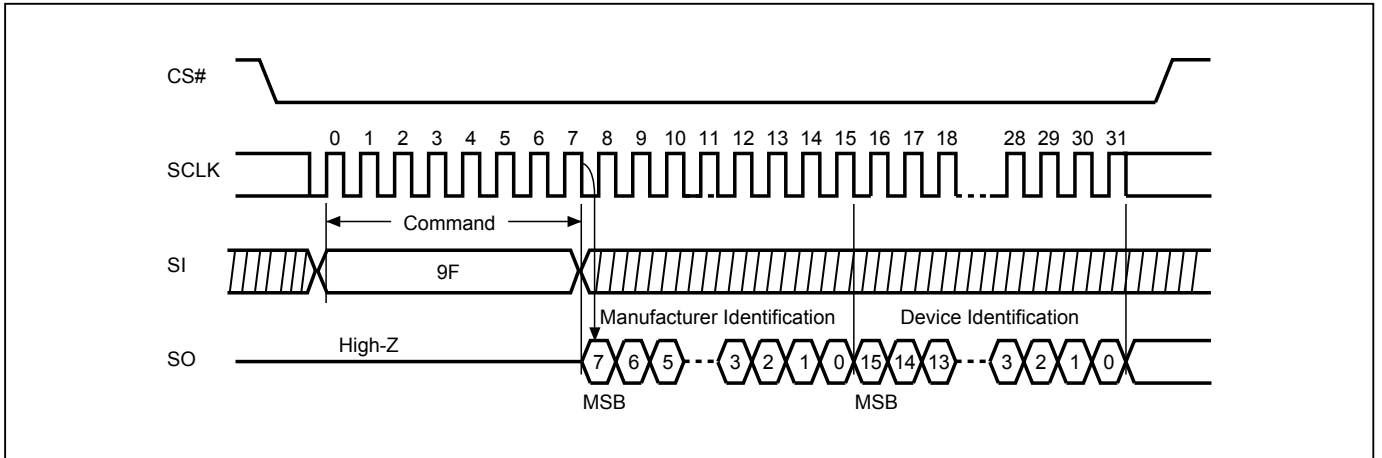 CS#
0 1 2 3 4 5 6 7 8 9 10 11 12 13 14 15 16 17 18 28 29 30 31
SCLK
Command
SI
9F
Manufacturer Identification Device Identification
High-Z
SO
7 6 5 3 2 1 0 15 14 13 3 2 1 0
MSB MSB